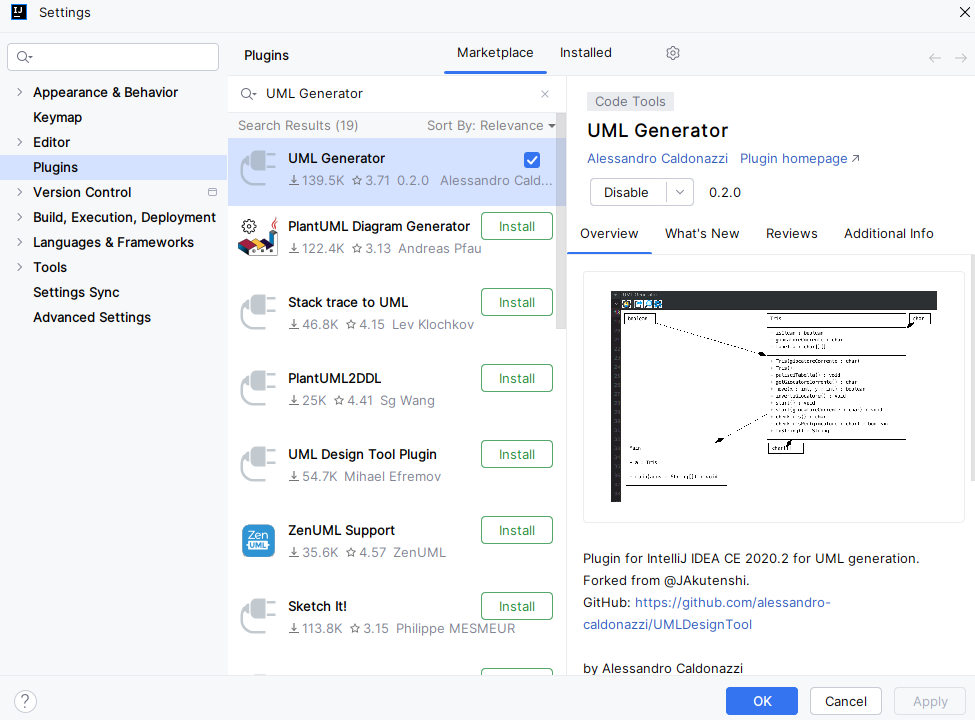 IJ Settings
Plugins Marketplace Installed
Appearance & Behavior
Keymap
Editor
Plugins
Version Control
Build, Execution, Deployment
Languages & Frameworks
Tools
Settings Sync
Advanced Settings
UML Generator
Search Results (19) Sort By: Relevance
UML Generator
139.5K 3.71 0.2.0 Alessandro Cald...
PlantUML Diagram Generator Install
122.4K 3.13 Andreas Pfau
Stack trace to UML Install
46.8K 4.15 Lev Klochkov
PlantUML2DDL Install
25K 4.41 Sg Wang
UML Design Tool Plugin Install
54.7K Mihael Efremov
Zen
UML
ZenUML Support Install
35.6K 4.57 ZenUML
Sketch It! Install
113.8K 3.15 Philippe MESMEUR
Code Tools
UML Generator
Alessandro Caldonazzi Plugin homepage
Disable 0.2.0
Overview What's New Reviews Additional Info
UML Generator
boolean
Tris
char
Plugin for IntelliJ IDEA CE 2020.2 for UML generation.
Forked from @JAkutenshi.
GitHub: https://github.com/alessandro-
caldonazzi/UMLDesignTool
by Alessandro Caldonazzi
? OK Cancel Apply